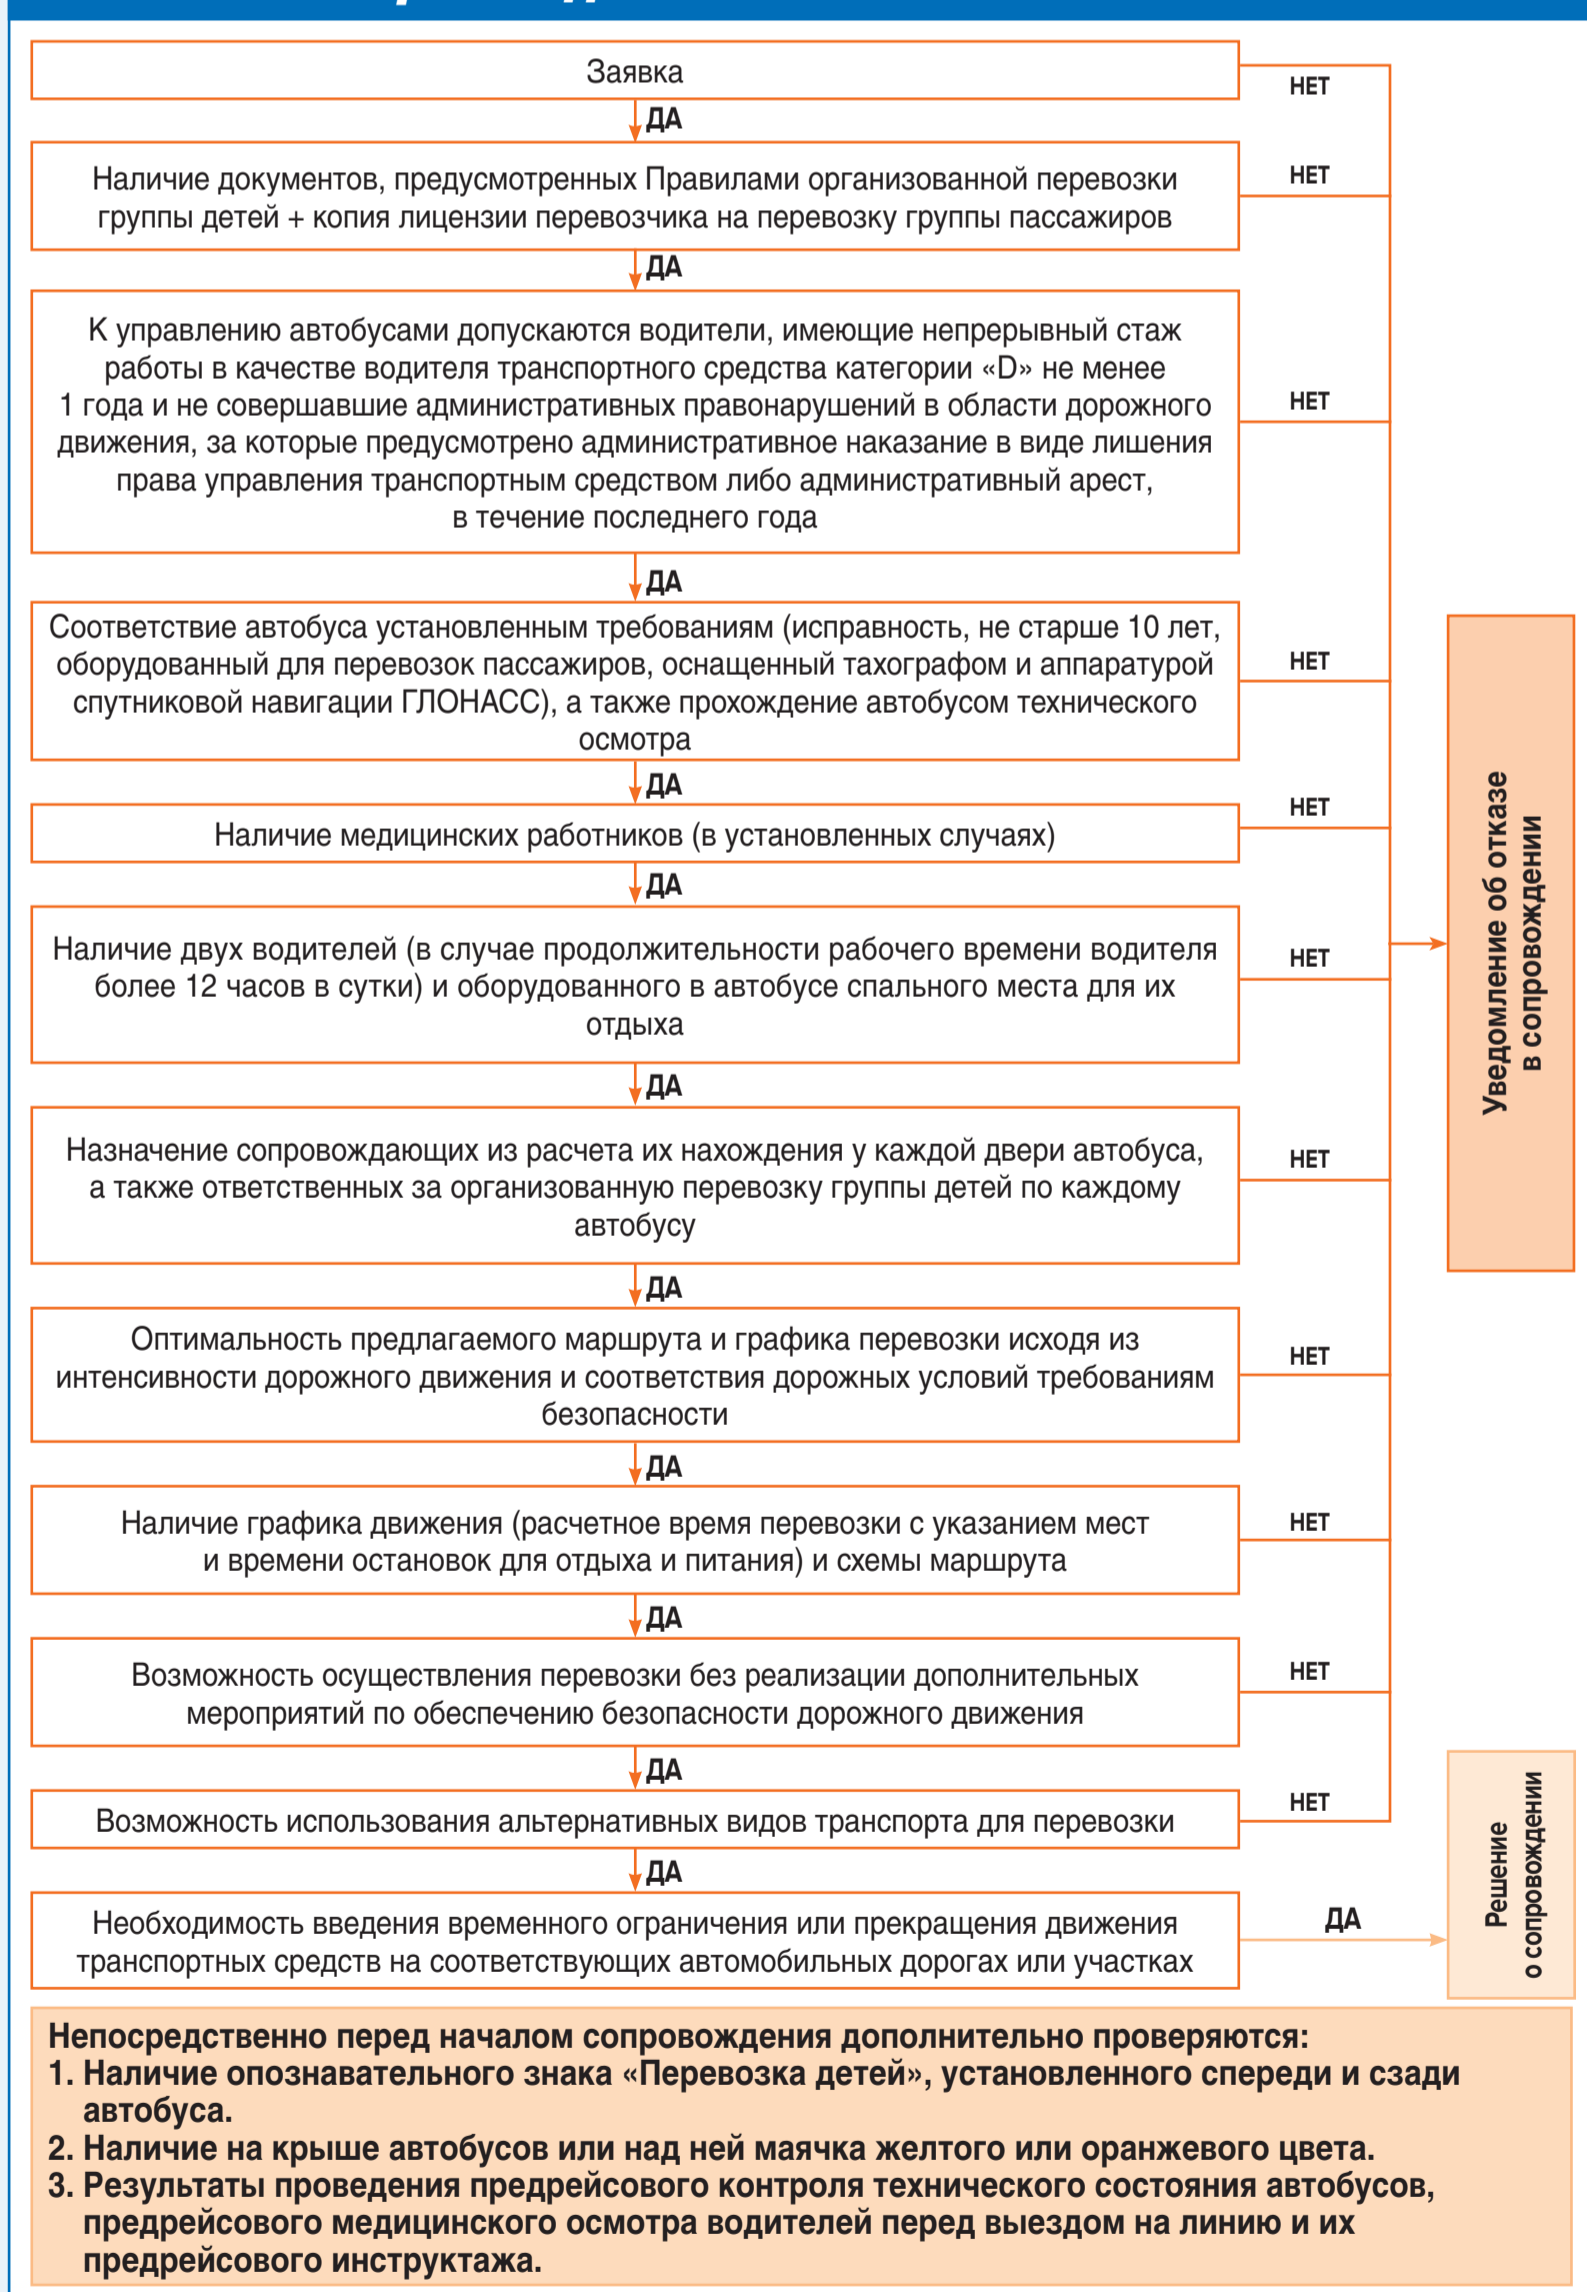 Заявка
НЕТ
ДА
Наличие документов, предусмотренных Правилами организованной перевозки
группы детей + копия лицензии перевозчика на перевозку группы пассажиров
НЕТ
ДА
К управлению автобусами допускаются водители, имеющие непрерывный стаж
работы в качестве водителя транспортного средства категории «D» не менее
1 года и не совершавшие административных правонарушений в области дорожного
движения, за которые предусмотрено административное наказание в виде лишения
права управления транспортным средством либо административный арест,
в течение последнего года
НЕТ
ДА
Соответствие автобуса установленным требованиям (исправность, не старше 10 лет,
оборудованный для перевозок пассажиров, оснащенный тахографом и аппаратурой
спутниковой навигации ГЛОНАСС), а также прохождение автобусом технического
осмотра
НЕТ
ДА
Наличие медицинских работников (в установленных случаях)
НЕТ
ДА
Наличие двух водителей (в случае продолжительности рабочего времени водителя
более 12 часов в сутки) и оборудованного в автобусе спального места для их
отдыха
НЕТ
Уведомление об отказе
в сопровождении
ДА
Назначение сопровождающих из расчета их нахождения у каждой двери автобуса,
а также ответственных за организованную перевозку группы детей по каждому
автобусу
НЕТ
ДА
Оптимальность предлагаемого маршрута и графика перевозки исходя из
интенсивности дорожного движения и соответствия дорожных условий требованиям
безопасности
НЕТ
ДА
Наличие графика движения (расчетное время перевозки с указанием мест
и времени остановок для отдыха и питания) и схемы маршрута
НЕТ
ДА
Возможность осуществления перевозки без реализации дополнительных
мероприятий по обеспечению безопасности дорожного движения
НЕТ
ДА
Возможность использования альтернативных видов транспорта для перевозки
НЕТ
ДА
Необходимость введения временного ограничения или прекращения движения
транспортных средств на соответствующих автомобильных дорогах или участках
ДА
Решение
о сопровождении
Непосредственно перед началом сопровождения дополнительно проверяются:
1. Наличие опознавательного знака «Перевозка детей», установленного спереди и сзади
автобуса.
2. Наличие на крыше автобусов или над ней маячка желтого или оранжевого цвета.
3. Результаты проведения предрейсового контроля технического состояния автобусов,
предрейсового медицинского осмотра водителей перед выездом на линию и их
предрейсового инструктажа.